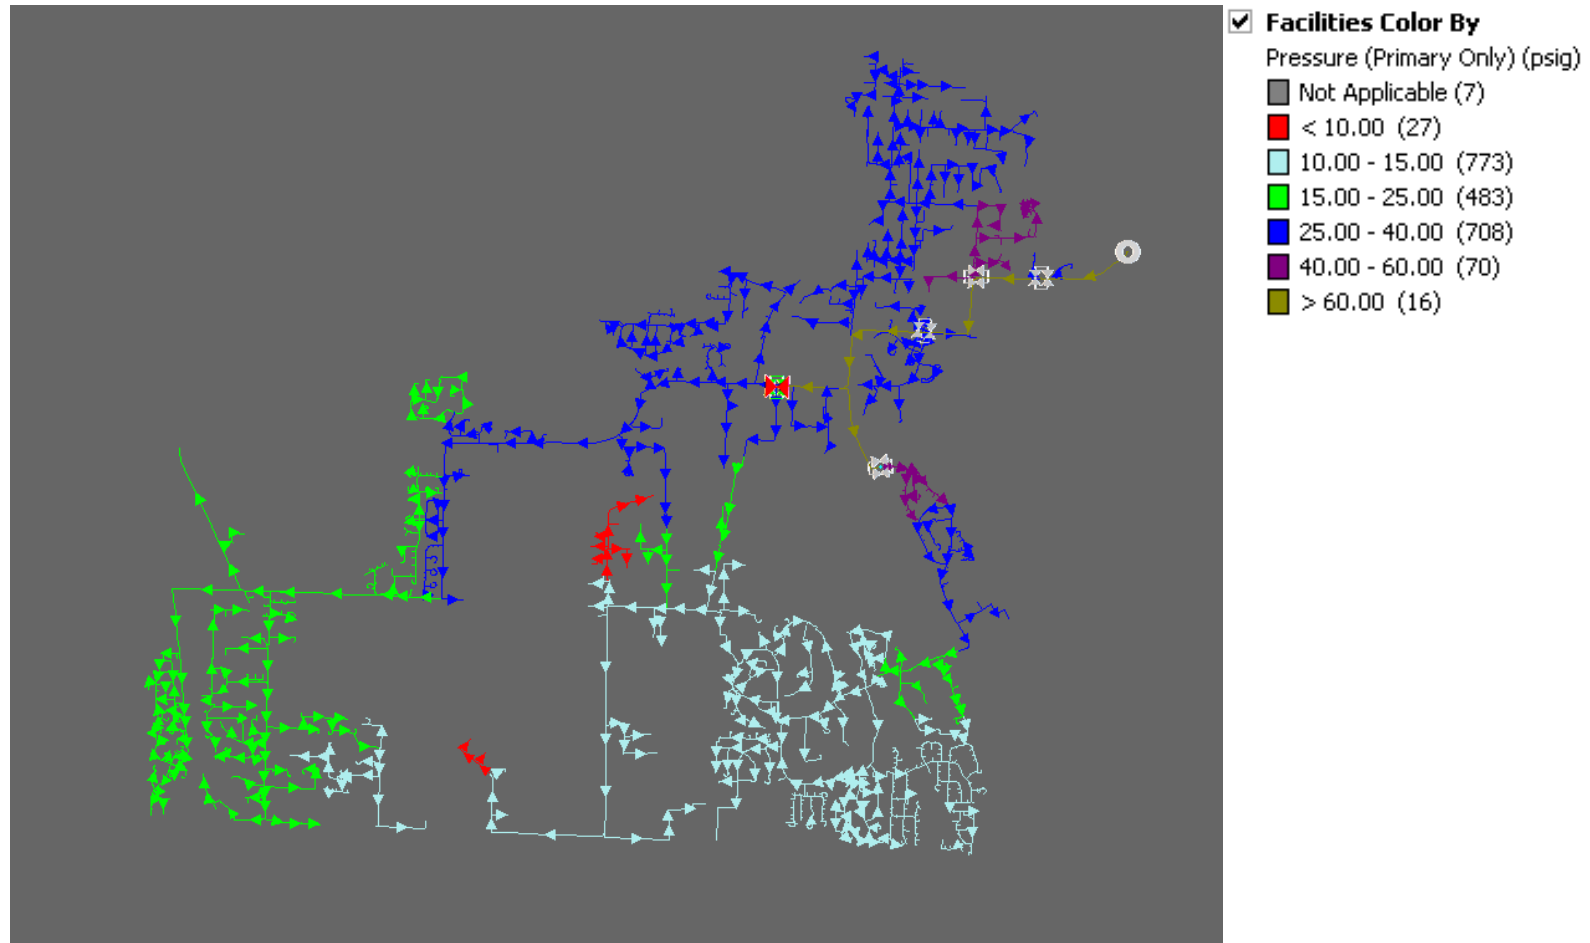 Facilities Color By
Pressure (Primary Only) (psig)
Not Applicable (7)
< 10.00 (27)
10.00 - 15.00 (773)
15.00 - 25.00 (483)
25.00 - 40.00 (708)
40.00 - 60.00 (70)
> 60.00 (16)